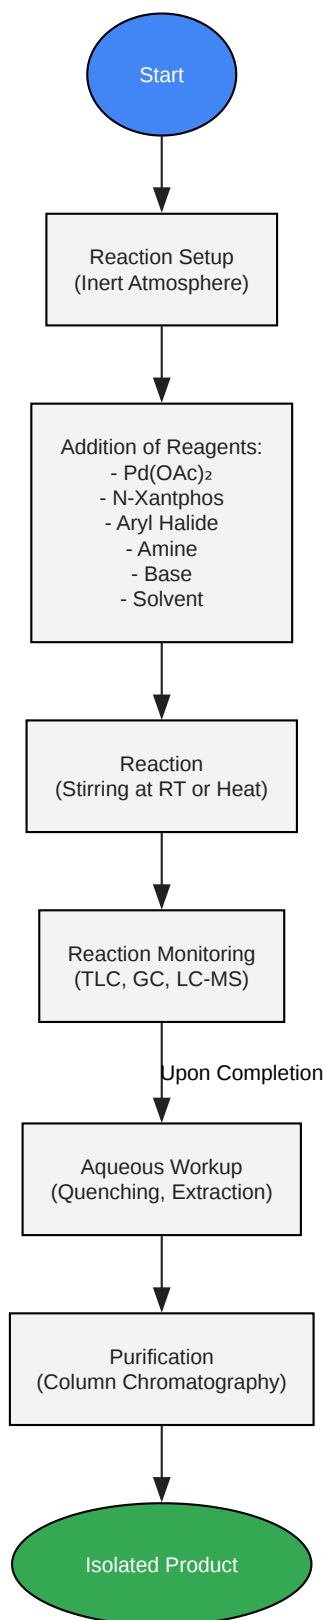 Start
Reaction Setup
(Inert Atmosphere)
Addition of Reagents:
- Pd(OAc)₂
- N-Xantphos
- Aryl Halide
- Amine
- Base
- Solvent
Reaction
(Stirring at RT or Heat)
Reaction Monitoring
(TLC, GC, LC-MS)
Upon Completion
Aqueous Workup
(Quenching, Extraction)
Purification
(Column Chromatography)
Isolated Product